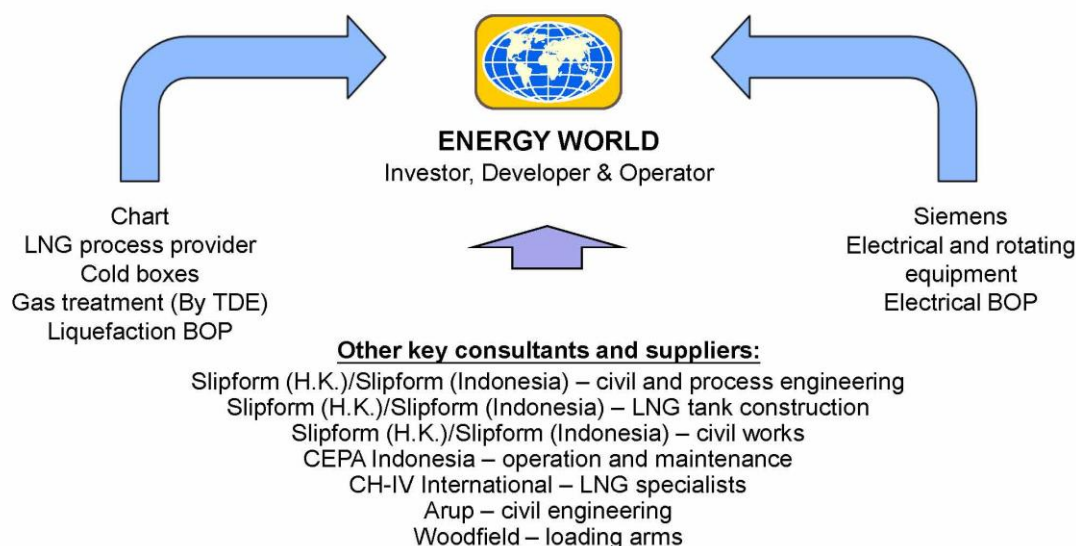 ENERGY WORLD
Investor, Developer & Operator
Chart
LNG process provider
Cold boxes
Gas treatment (By TDE)
Liquefaction BOP
Siemens
Electrical and rotating
equipment
Electrical BOP
Other key consultants and suppliers:
Slipform (H.K.)/Slipform (Indonesia) – civil and process engineering
Slipform (H.K.)/Slipform (Indonesia) – LNG tank construction
Slipform (H.K.)/Slipform (Indonesia) – civil works
CEPA Indonesia – operation and maintenance
CH-IV International – LNG specialists
Arup – civil engineering
Woodfield – loading arms